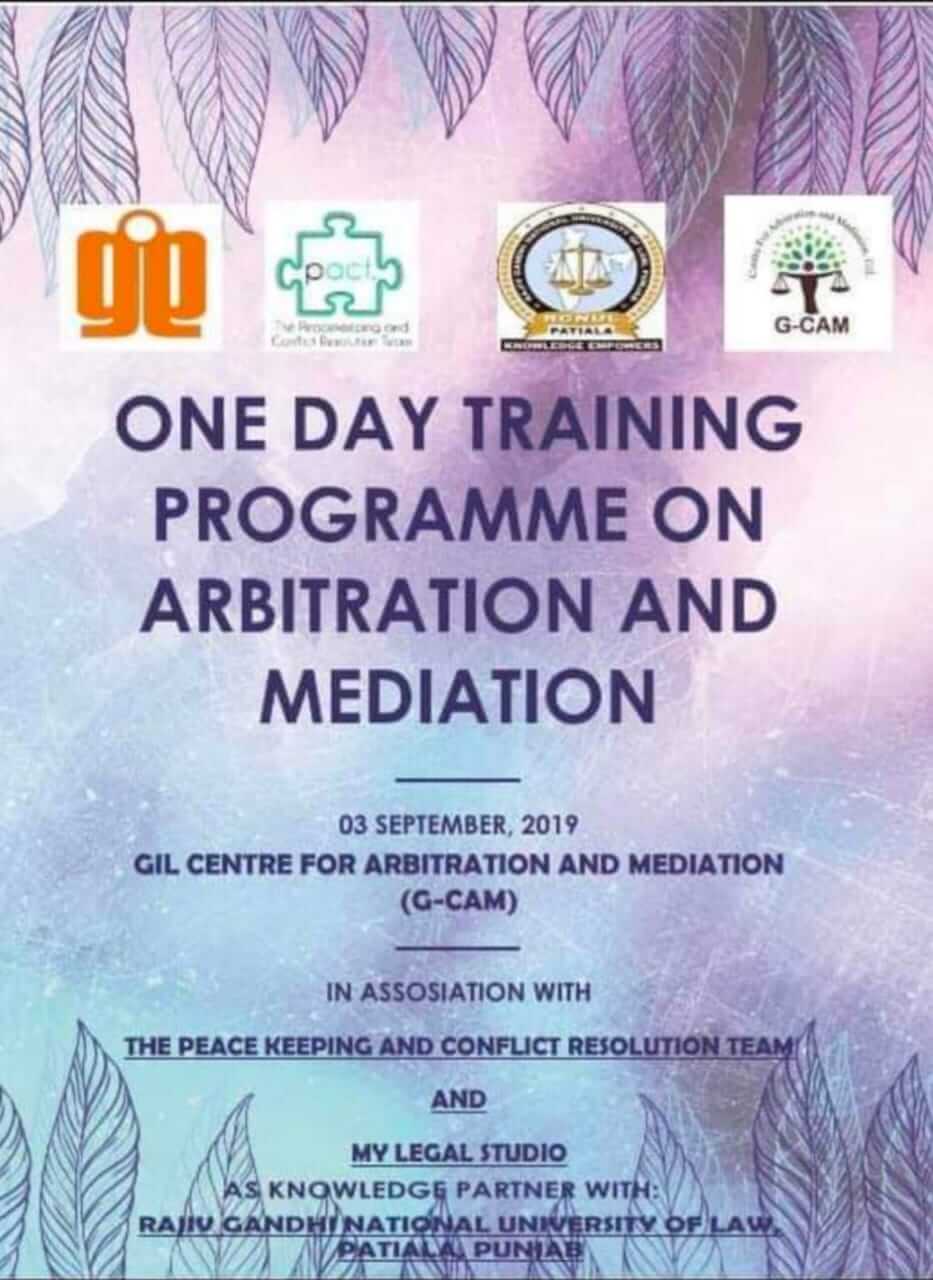 pact.
The Peacekeeping and
Conflict Resolution Team
RAJIV GANDHI NATIONAL UNIVERSITY OF LAW, PUNJAB
RGNUL
PATIALA
KNOWLEDGE EMPOWERS
G-CAM
ONE DAY TRAINING
PROGRAMME ON
ARBITRATION AND
MEDIATION
03 SEPTEMBER, 2019
GIL CENTRE FOR ARBITRATION AND MEDIATION
(G-CAM)
IN ASSOSIATION WITH
THE PEACE KEEPING AND CONFLICT RESOLUTION TEAM
AND
MY LEGAL STUDIO
AS KNOWLEDGE PARTNER WITH:
RAJIV GANDHI NATIONAL UNIVERSITY OF LAW,
PATIALA, PUNJAB